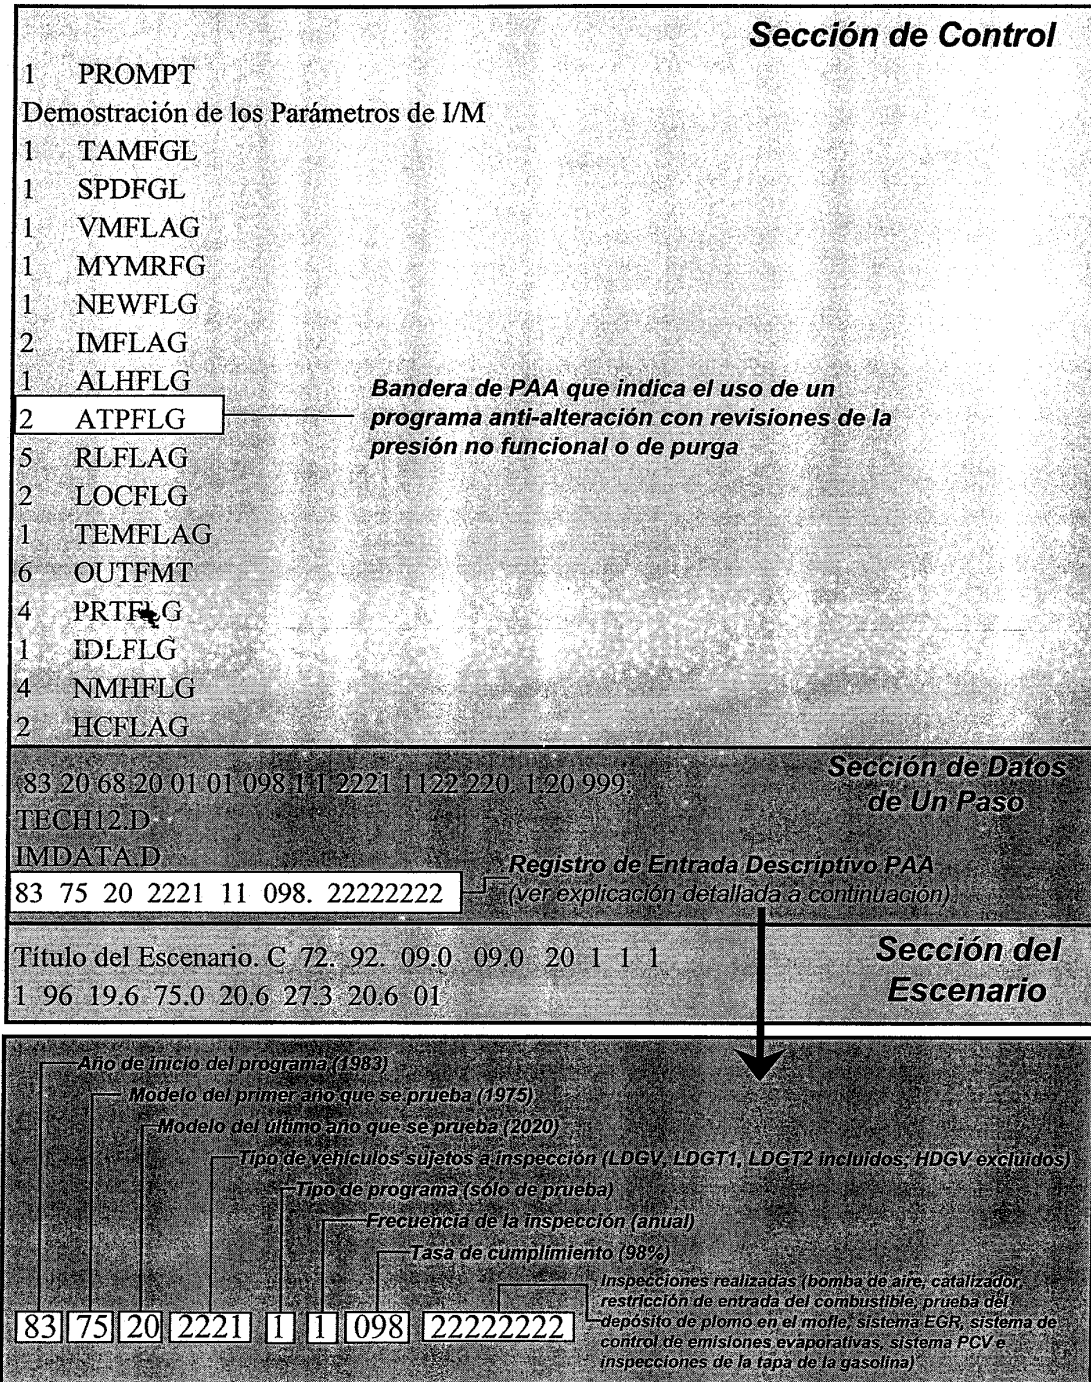 Sección de Control
1 PROMPT
Demostración de los Parámetros de I/M
1 TAMFGL
1 SPDFGL
1 VMFLAG
1 MYMRFG
1 NEWFLG
2 IMFLAG
1 ALHFLG
2 ATPFLG
Bandera de PAA que indica el uso de un
programa anti-alteración con revisiones de la
presión no funcional o de purga
5 RLFLAG
2 LOCFLG
1 TEMFLAG
6 OUTFMT
4 PRTFLG
1 IDLFLG
4 NMHFLG
2 HCFLAG
Sección de Datos
de Un Paso
83 20 68 20 01 01 098 1 1 2221 1122 220. 1.20 999.
TECH12.D
IMDATA.D
83 75 20 2221 11 098. 22222222
Registro de Entrada Descriptivo PAA
(ver explicación detallada a continuación)
Sección del
Escenario
Título del Escenario. C 72. 92. 09.0 09.0 20 1 1 1
1 96 19.6 75.0 20.6 27.3 20.6 01
Año de inicio del programa (1983)
Modelo del primer año que se prueba (1975)
Modelo del último año que se prueba (2020)
Tipo de vehículos sujetos a inspección (LDGV, LDGT1, LDGT2 incluidos; HDGV excluidos)
Tipo de programa (sólo de prueba)
Frecuencia de la inspección (anual)
Tasa de cumplimiento (98%)
Inspecciones realizadas (bomba de aire, catalizador,
restricción de entrada del combustible, prueba del
depósito de plomo en el mofle, sistema EGR, sistema de
control de emisiones evaporativas, sistema PCV e
inspecciones de la tapa de la gasolina)
83 75 20 2221 1 1 098 22222222